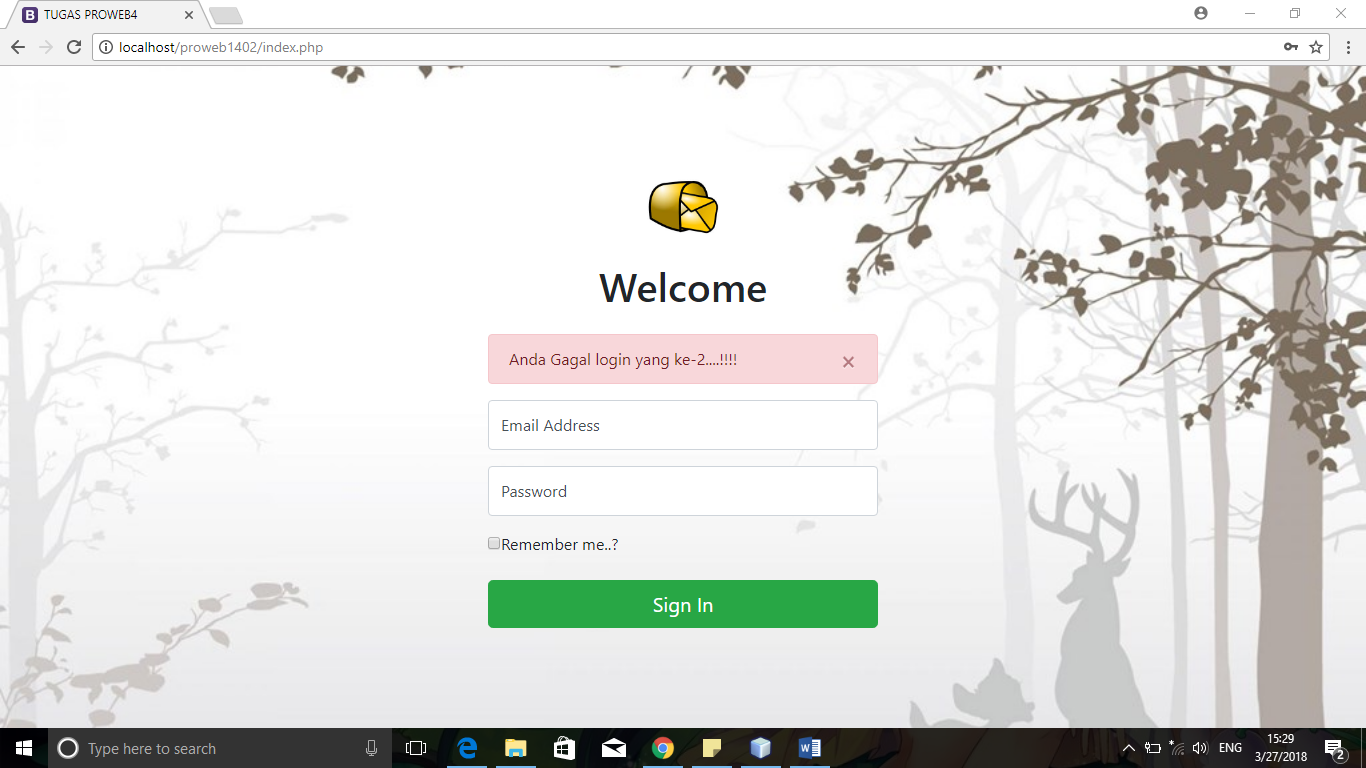 B TUGAS PROWEB4
localhost/proweb1402/index.php
Welcome
Anda Gagal login yang ke-2....!!!!
Email Address
Password
Remember me..?
Sign In
Type here to search
ENG
15:29
3/27/2018
2